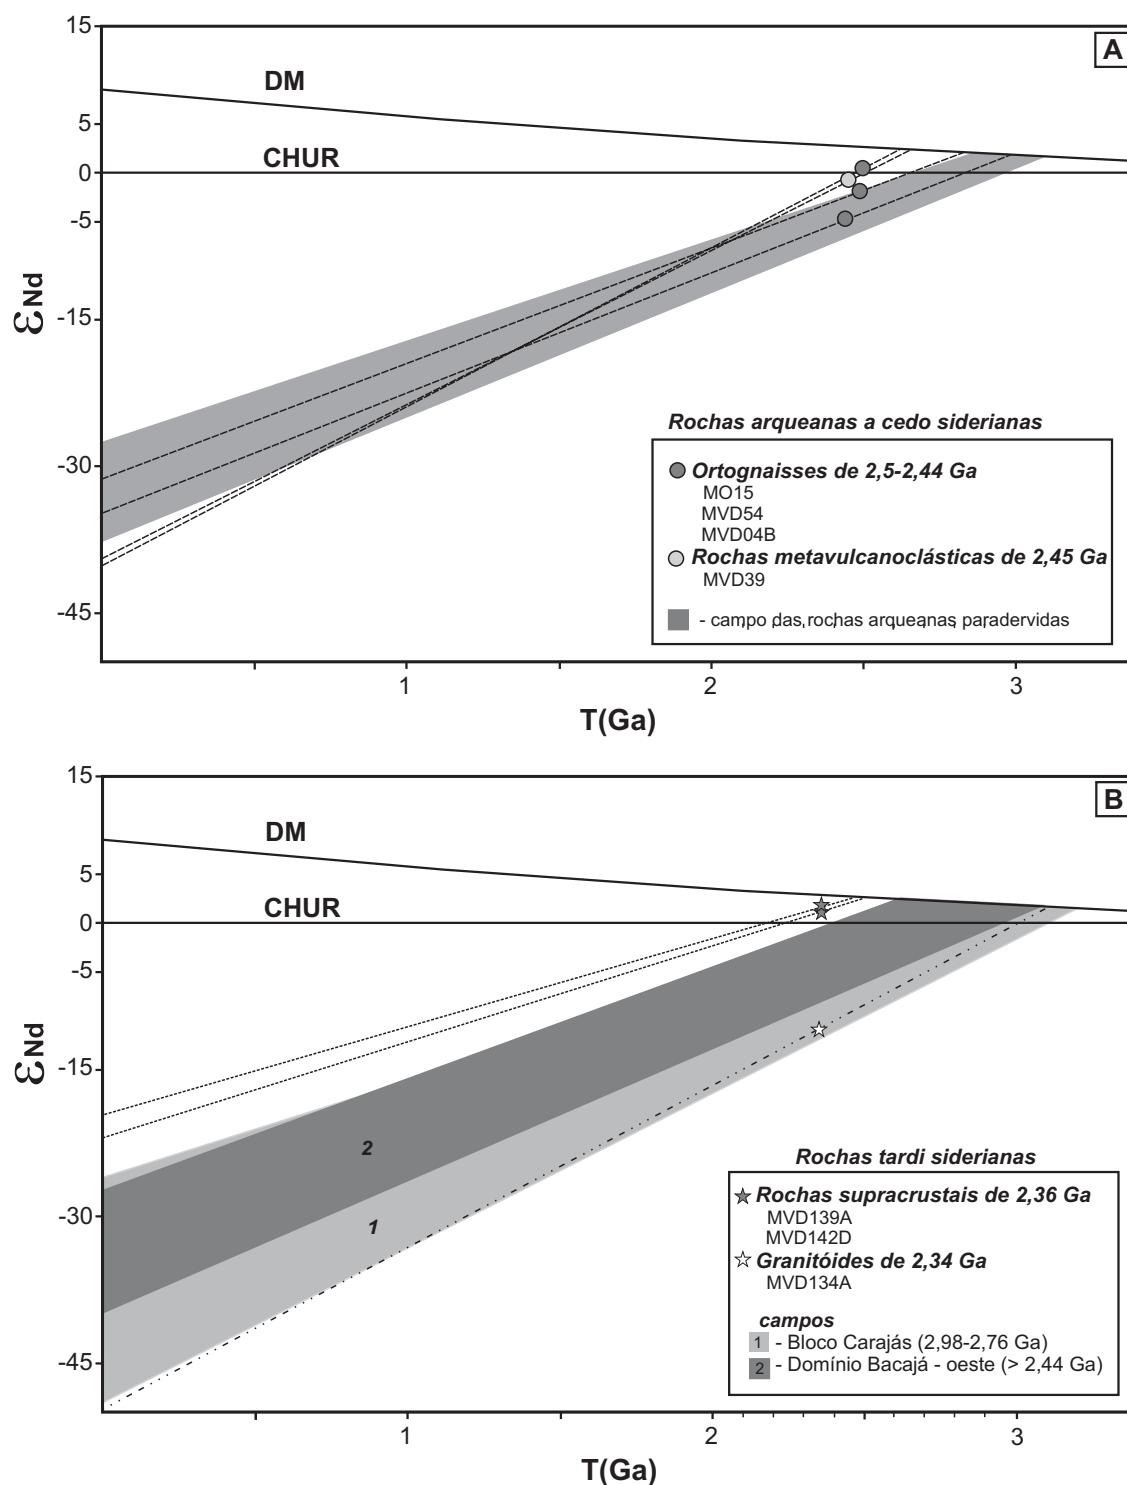 15
A
DM
5
CHUR
0
-5
εNd
-15
Rochas arqueanas a cedo siderianas
-30
Ortognaisses de 2,5-2,44 Ga
MO15
MVD54
MVD04B
Rochas metavulcanoclásticas de 2,45 Ga
MVD39
-45
- campo das rochas arqueanas paradervidas
1
2
3
T(Ga)
15
B
DM
5
CHUR
0
-5
εNd
-15
2
Rochas tardi siderianas
-30
1
Rochas supracrustais de 2,36 Ga
MVD139A
MVD142D
Granitóides de 2,34 Ga
MVD134A
campos
1 - Bloco Carajás (2,98-2,76 Ga)
-45
2 - Domínio Bacajá - oeste (> 2,44 Ga)
1
2
3
T(Ga)